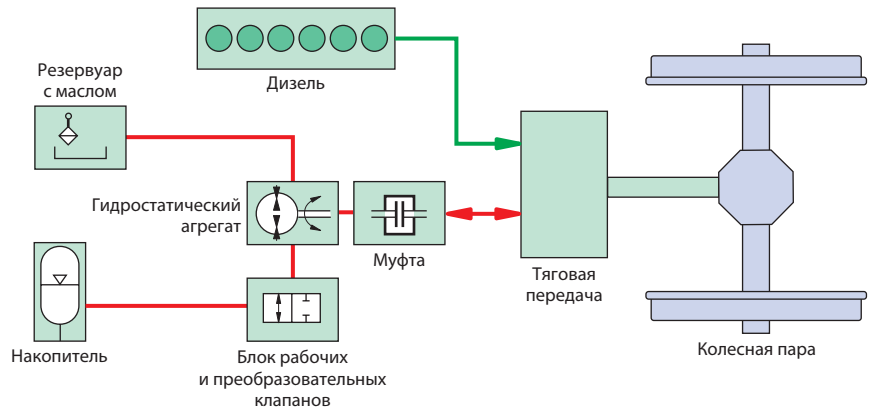 Дизель
Резервуар
с маслом
Гидростатический
агрегат
Муфта
Тяговая
передача
Накопитель
Блок рабочих
и преобразовательных
клапанов
Колесная пара